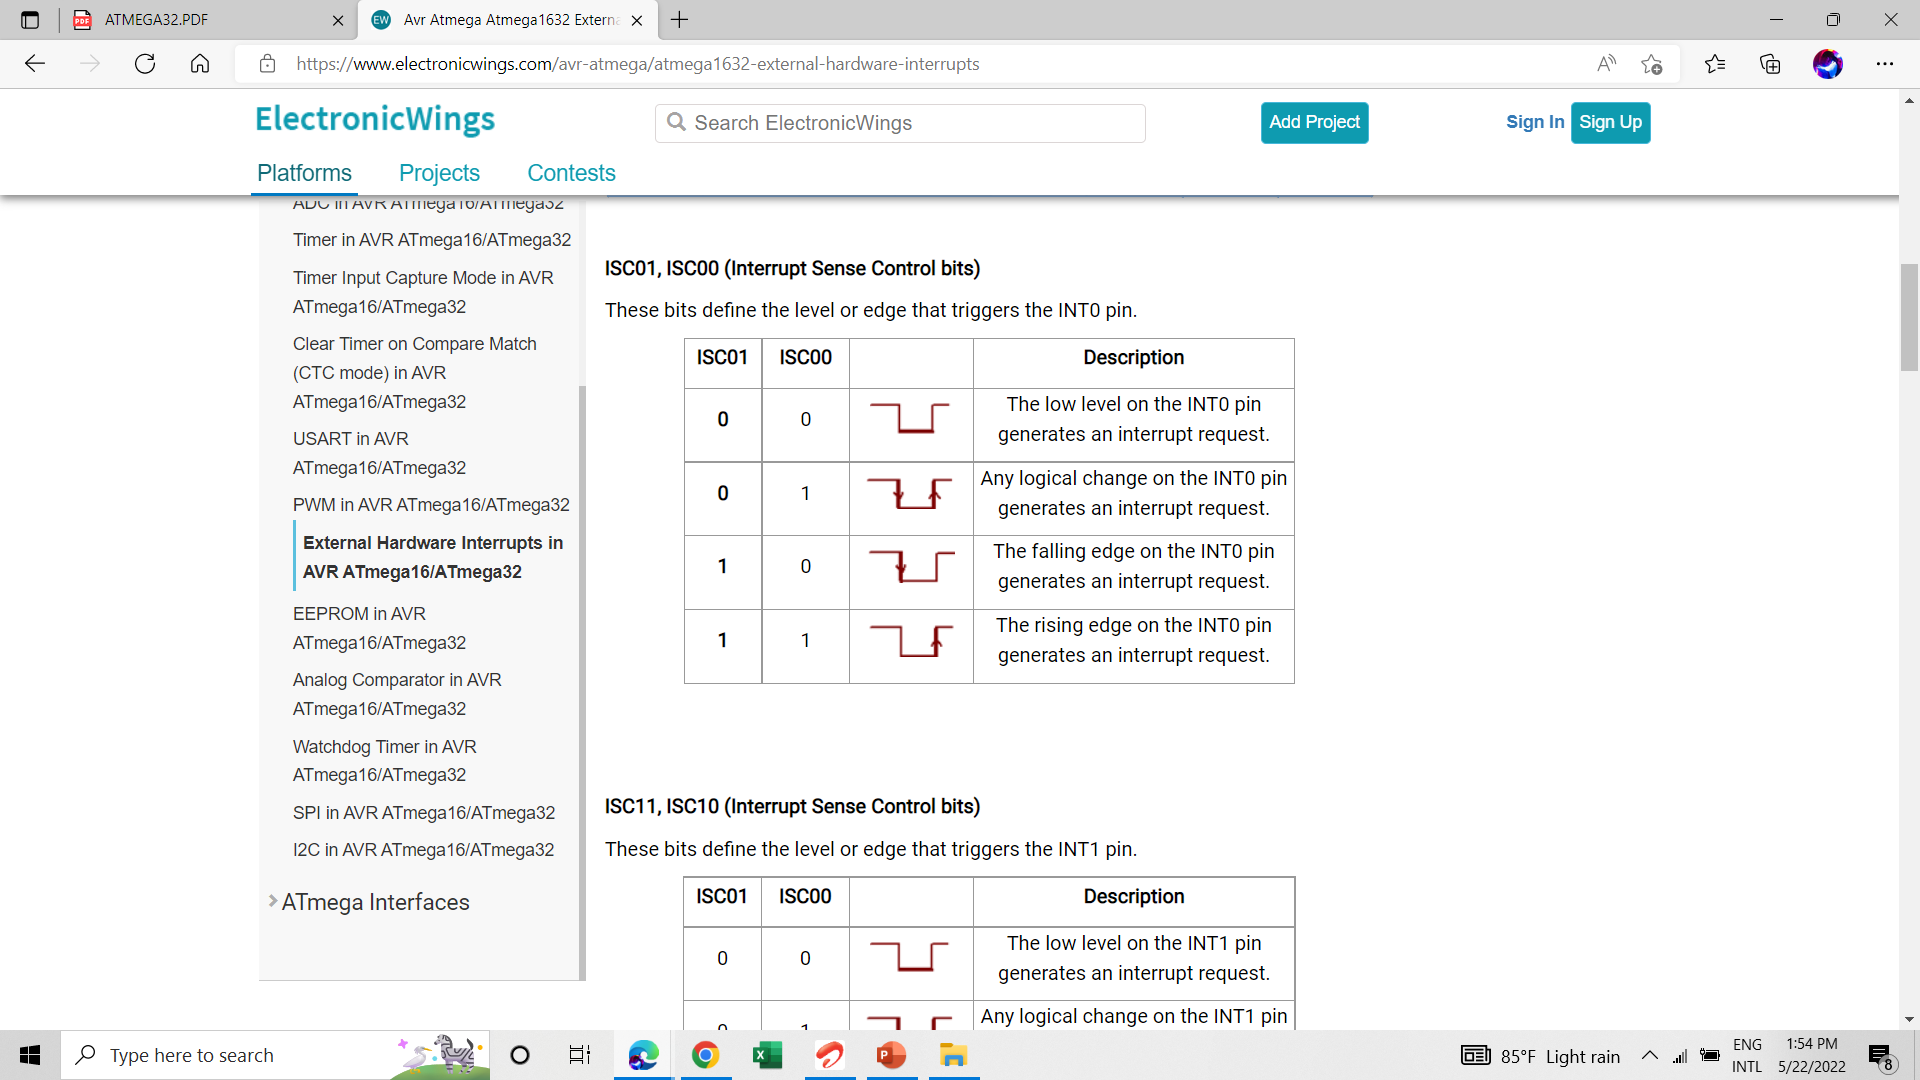 ATMEGA32.PDF
EW
Avr Atmega Atmega1632 Externa
https://www.electronicwings.com/avr-atmega/atmega1632-external-hardware-interrupts
ElectronicWings
Search ElectronicWings
Add Project
Sign In
Sign Up
Platforms
Projects
Contests
ADC in AVR ATmega16/ATmega32
Timer in AVR ATmega16/ATmega32
Timer Input Capture Mode in AVR
ATmega16/ATmega32
Clear Timer on Compare Match
(CTC mode) in AVR
ATmega16/ATmega32
USART in AVR
ATmega16/ATmega32
PWM in AVR ATmega16/ATmega32
External Hardware Interrupts in
AVR ATmega16/ATmega32
EEPROM in AVR
ATmega16/ATmega32
Analog Comparator in AVR
ATmega16/ATmega32
Watchdog Timer in AVR
ATmega16/ATmega32
SPI in AVR ATmega16/ATmega32
I2C in AVR ATmega16/ATmega32
ATmega Interfaces
ISC01, ISC00 (Interrupt Sense Control bits)
These bits define the level or edge that triggers the INT0 pin.
ISC01 ISC00 Description
0 0 The low level on the INT0 pin
generates an interrupt request.
0 1 Any logical change on the INT0 pin
generates an interrupt request.
1 0 The falling edge on the INT0 pin
generates an interrupt request.
1 1 The rising edge on the INT0 pin
generates an interrupt request.
ISC11, ISC10 (Interrupt Sense Control bits)
These bits define the level or edge that triggers the INT1 pin.
ISC01 ISC00 Description
0 0 The low level on the INT1 pin
generates an interrupt request.
0 1 Any logical change on the INT1 pin
Type here to search
85°F Light rain
ENG
INTL
1:54 PM
5/22/2022
8